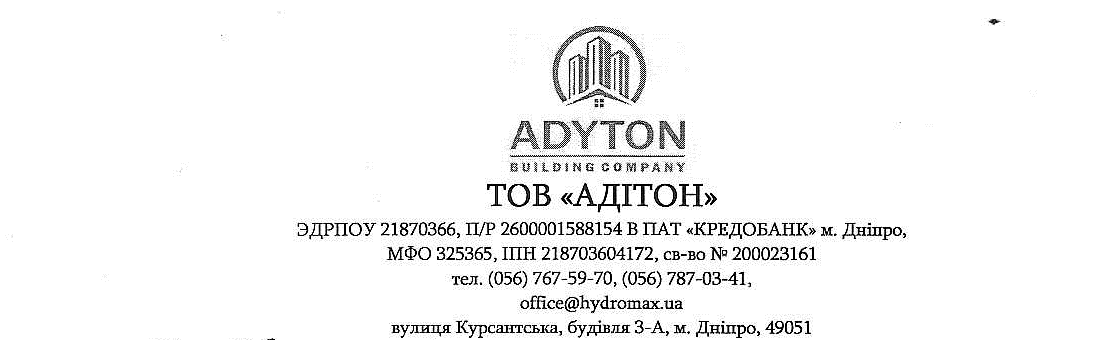 ADYTON
BUILDING COMPANY
ТОВ «АДІТОН»
ЭДРПОУ 21870366, П/Р 2600001588154 В ПАТ «КРЕДОБАНК» м. Дніпро,
МФО 325365, ІПН 218703604172, св-во № 200023161
тел. (056) 767-59-70, (056) 787-03-41,
office@hydromax.ua
вулиця Курсантська, будівля 3-А, м. Дніпро, 49051